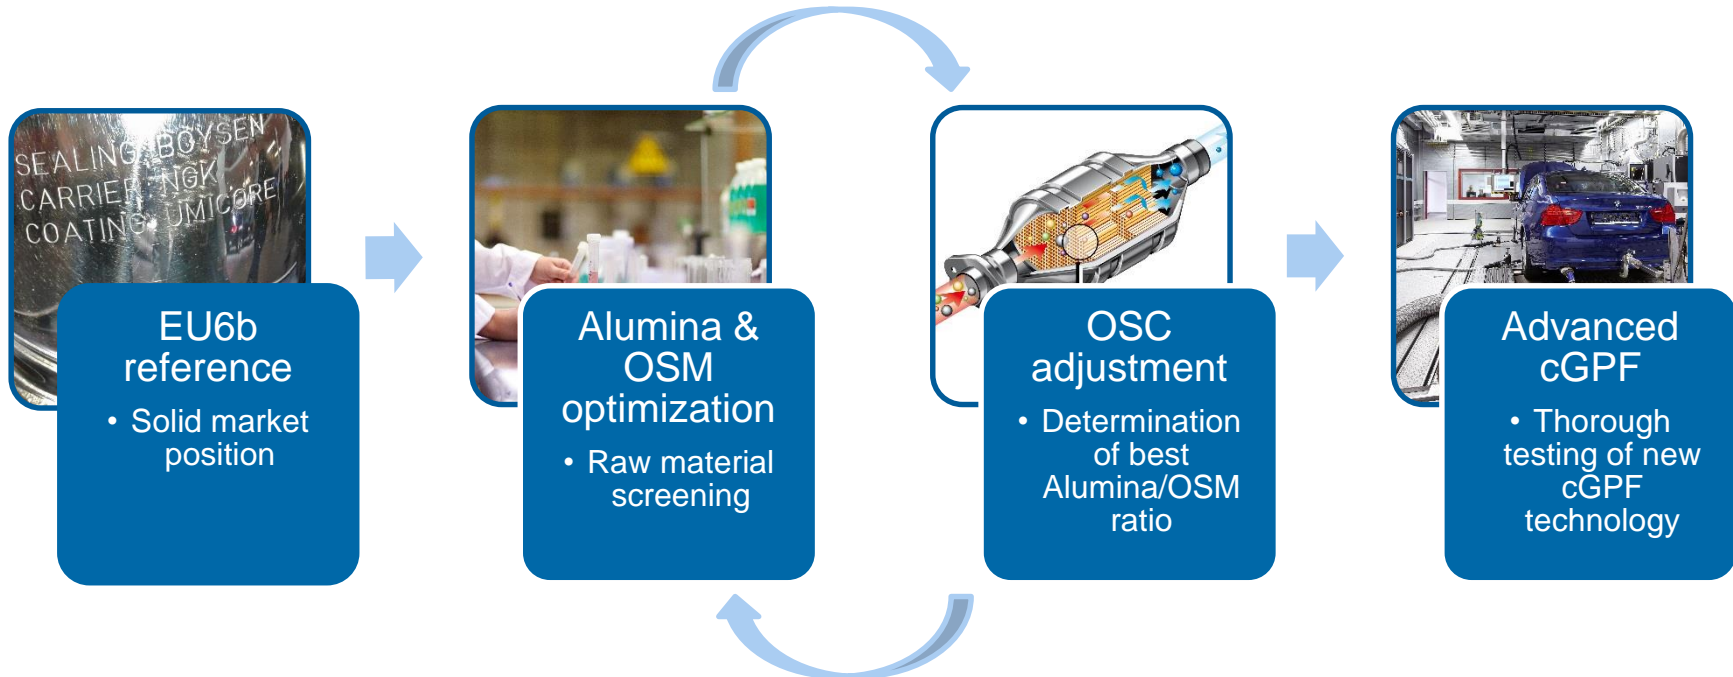 SEALING BOYSEN
CARRIER NGK
COATING UMICORE
EU6b
reference
• Solid market
position
Alumina &
OSM
optimization
• Raw material
screening
OSC
adjustment
• Determination
of best
Alumina/OSM
ratio
Advanced
cGPF
• Thorough
testing of new
cGPF
technology